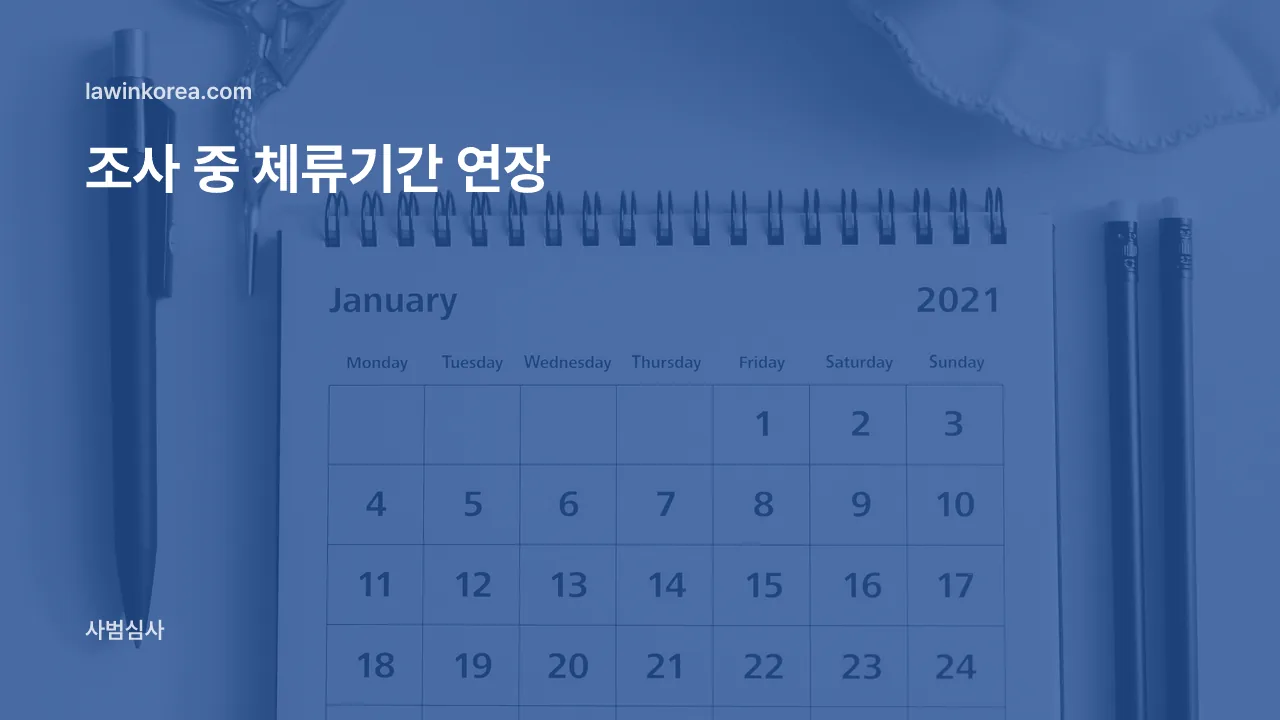 lawinkorea.com
조사 중 체류기간 연장
January 2021
Monday Tuesday Wednesday Thursday Friday Saturday Sunday
1 2 3
4 5 6 7 8 9 10
11 12 13 14 15 16 17
사범심사
18 19 20 21 22 23 24